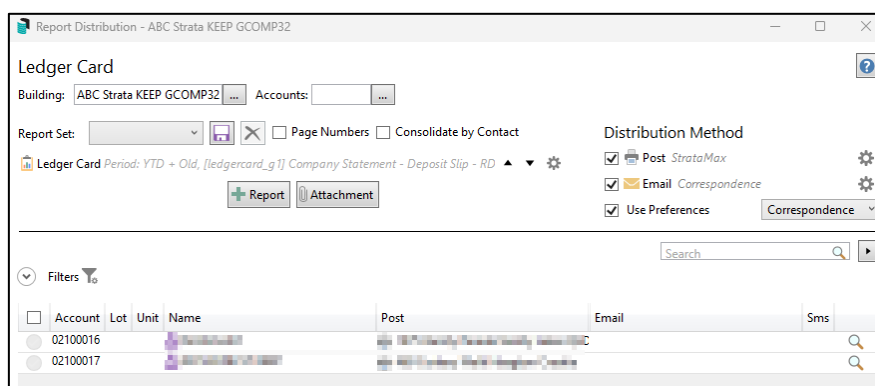 Report Distribution - ABC Strata KEEP GCOMP32
Ledger Card
Building: ABC Strata KEEP GCOMP32 ... Accounts: ...
Report Set: Page Numbers Consolidate by Contact
Distribution Method
Ledger Card Period: YTD + Old, [ledgercard_g1] Company Statement - Deposit Slip - RD
Post StrataMax
+ Report Attachment
Email Correspondence
Use Preferences Correspondence
Search
Filters
Account Lot Unit Name Post Email Sms
02100016
02100017